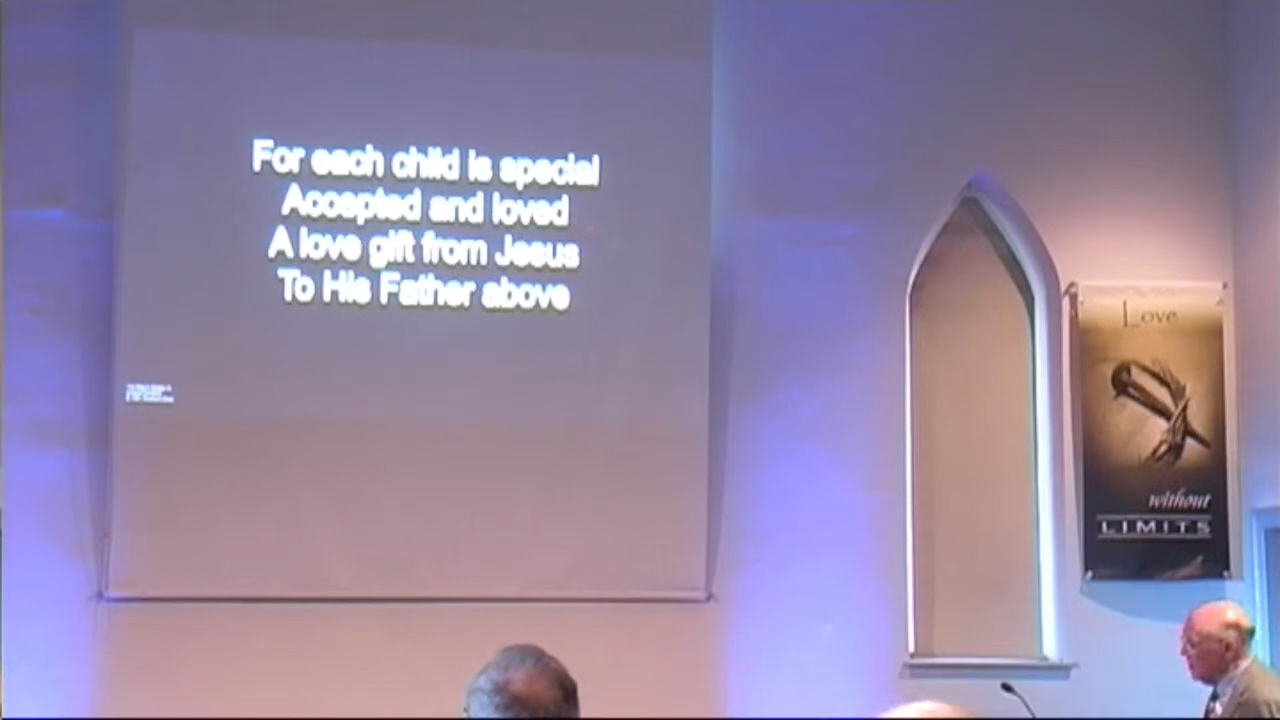 For each child is special
Accepted and loved
A love gift from Jesus
To His Father above
Love
without
LIMITS